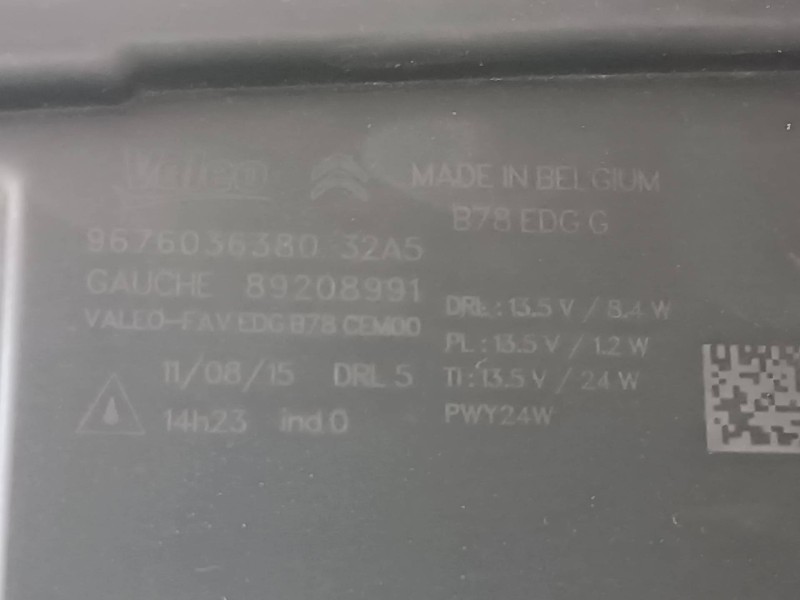 Valeo MADE IN BELGIUM
B78 EDG G
9676036380 32A5
GAUCHE 89208991
VALEO-FAV EDG B78 CEM00
11/08/15 DRL 5
14h23 ind.0
DRL : 13.5 V / 8.4 W
PL : 13.5 V / 1.2 W
TI : 13.5 V / 24 W
PWY24W